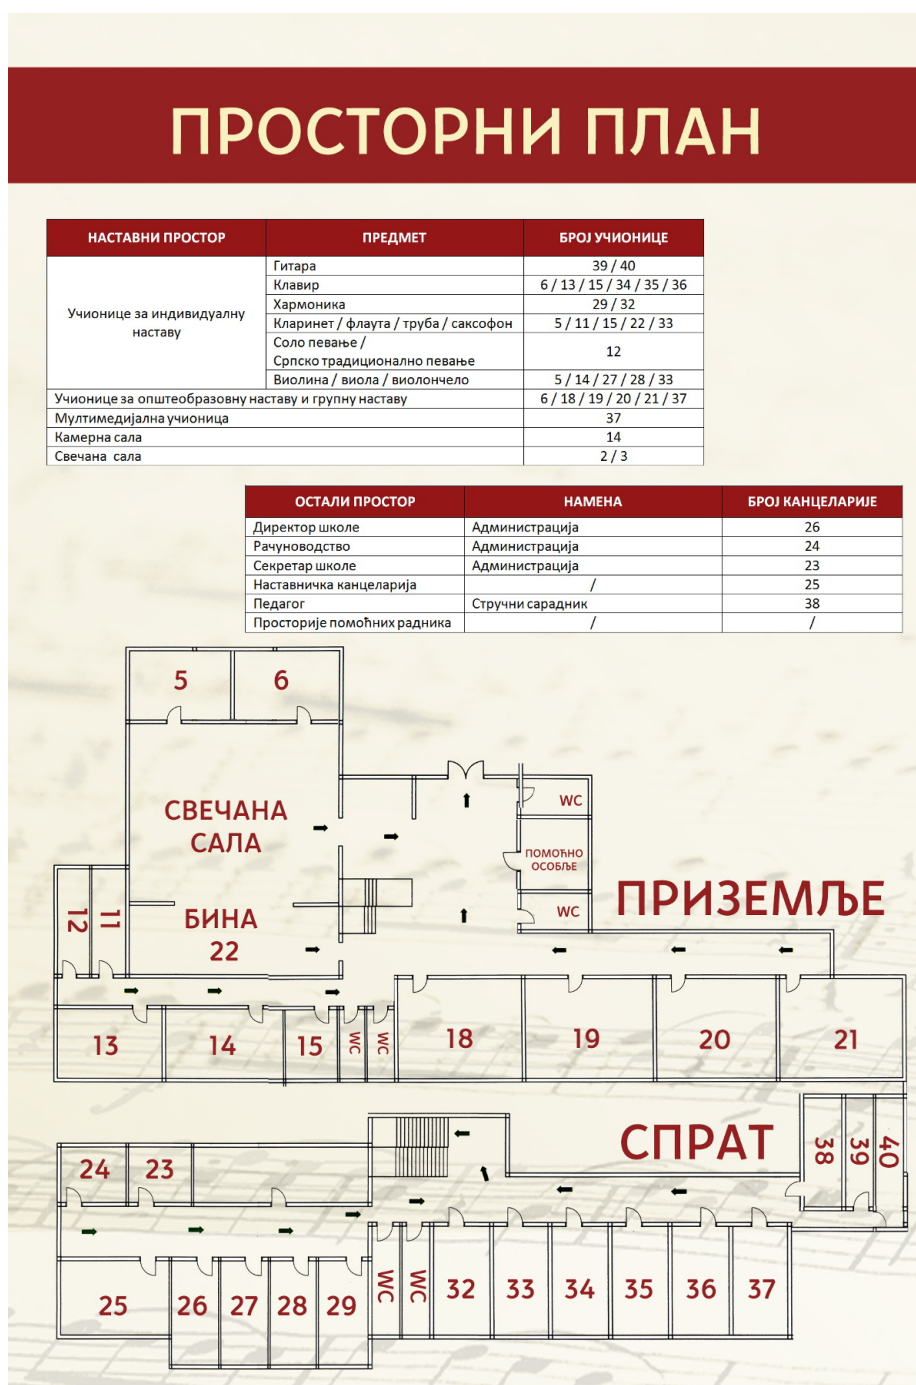 ПРОСТОРНИ ПЛАН
НАСТАВНИ ПРОСТОР ПРЕДМЕТ БРОЈ УЧИОНИЦЕ
Учионице за индивидуалну
наставу
Гитара 39 / 40
Клавир 6 / 13 / 15 / 34 / 35 / 36
Хармоника 29 / 32
Кларинет / флаута / труба / саксофон 5 / 11 / 15 / 22 / 33
Соло певање /
Српско традиционално певање 12
Виолина / виола / виолончело 5 / 14 / 27 / 28 / 33
Учионице за општеобразовну наставу и групну наставу 6 / 18 / 19 / 20 / 21 / 37
Мултимедијална учионица 37
Камерна сала 14
Свечана сала 2 / 3
ОСТАЛИ ПРОСТОР НАМЕНА БРОЈ КАНЦЕЛАРИЈЕ
Директор школе Администрација 26
Рачуноводство Администрација 24
Секретар школе Администрација 23
Наставничка канцеларија / 25
Педагог Стручни сарадник 38
Просторије помоћних радника / /
5 6
СВЕЧАНА
САЛА
WC
ПОМОЋНО
ОСОБЉЕ
WC
ПРИЗЕМЉЕ
12 11
БИНА
22
13 14 15 WC WC 18 19 20 21
СПРАТ
38 39 40
24 23
25 26 27 28 29 WC WC 32 33 34 35 36 37